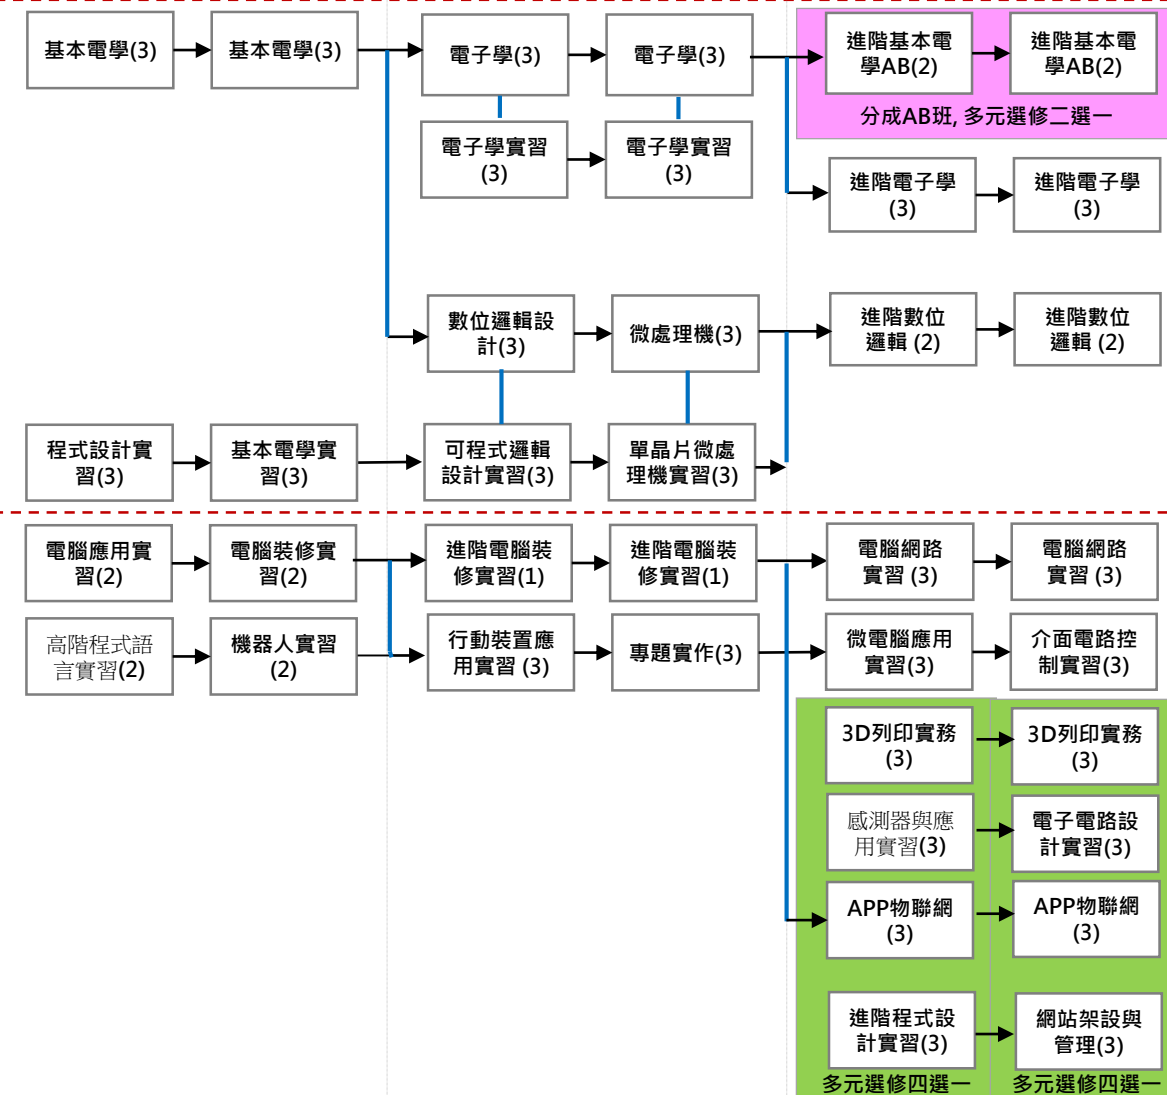 基本電學(3)
基本電學(3)
電子學(3)
電子學(3)
進階基本電
學AB(2)
進階基本電
學AB(2)
分成AB班, 多元選修二選一
電子學實習
(3)
電子學實習
(3)
進階電子學
(3)
進階電子學
(3)
數位邏輯設
計(3)
微處理機(3)
進階數位
邏輯 (2)
進階數位
邏輯 (2)
程式設計實
習(3)
基本電學實
習(3)
可程式邏輯
設計實習(3)
單晶片微處
理機實習(3)
電腦應用實
習(2)
電腦裝修實
習(2)
進階電腦裝
修實習(1)
進階電腦裝
修實習(1)
電腦網路
實習 (3)
電腦網路
實習 (3)
高階程式語
言實習(2)
機器人實習
(2)
行動裝置應
用實習 (3)
專題實作(3)
微電腦應用
實習(3)
介面電路控
制實習(3)
3D列印實務
(3)
3D列印實務
(3)
感測器與應
用實習(3)
電子電路設
計實習(3)
APP物聯網
(3)
APP物聯網
(3)
進階程式設
計實習(3)
網站架設與
管理(3)
多元選修四選一
多元選修四選一